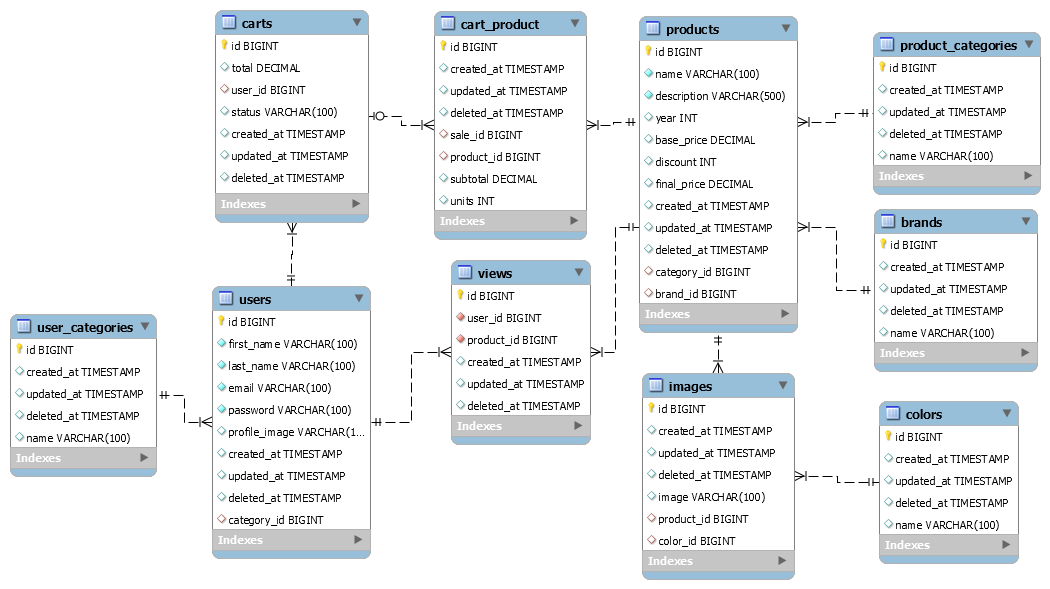 carts
id BIGINT
total DECIMAL
user_id BIGINT
status VARCHAR(100)
created_at TIMESTAMP
updated_at TIMESTAMP
deleted_at TIMESTAMP
Indexes
cart_product
id BIGINT
created_at TIMESTAMP
updated_at TIMESTAMP
deleted_at TIMESTAMP
sale_id BIGINT
product_id BIGINT
subtotal DECIMAL
units INT
Indexes
products
id BIGINT
name VARCHAR(100)
description VARCHAR(500)
year INT
base_price DECIMAL
discount INT
final_price DECIMAL
created_at TIMESTAMP
updated_at TIMESTAMP
deleted_at TIMESTAMP
category_id BIGINT
brand_id BIGINT
Indexes
product_categories
id BIGINT
created_at TIMESTAMP
updated_at TIMESTAMP
deleted_at TIMESTAMP
name VARCHAR(100)
Indexes
brands
id BIGINT
created_at TIMESTAMP
updated_at TIMESTAMP
deleted_at TIMESTAMP
name VARCHAR(100)
Indexes
user_categories
id BIGINT
created_at TIMESTAMP
updated_at TIMESTAMP
deleted_at TIMESTAMP
name VARCHAR(100)
Indexes
users
id BIGINT
first_name VARCHAR(100)
last_name VARCHAR(100)
email VARCHAR(100)
password VARCHAR(100)
profile_image VARCHAR(1...
created_at TIMESTAMP
updated_at TIMESTAMP
deleted_at TIMESTAMP
category_id BIGINT
Indexes
views
id BIGINT
user_id BIGINT
product_id BIGINT
created_at TIMESTAMP
updated_at TIMESTAMP
deleted_at TIMESTAMP
Indexes
images
id BIGINT
created_at TIMESTAMP
updated_at TIMESTAMP
deleted_at TIMESTAMP
image VARCHAR(100)
product_id BIGINT
color_id BIGINT
Indexes
colors
id BIGINT
created_at TIMESTAMP
updated_at TIMESTAMP
deleted_at TIMESTAMP
name VARCHAR(100)
Indexes